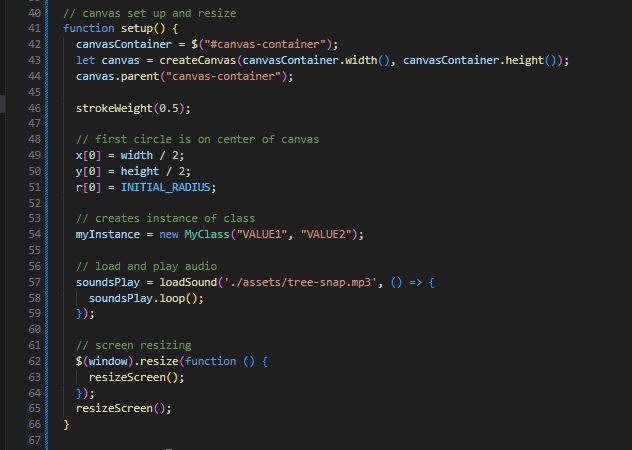 40 // canvas set up and resize
41 function setup() {
42   canvasContainer = $("#canvas-container");
43   let canvas = createCanvas(canvasContainer.width(), canvasContainer.height());
44   canvas.parent("canvas-container");
45
46   strokeWeight(0.5);
47
48   // first circle is on center of canvas
49   x[0] = width / 2;
50   y[0] = height / 2;
51   r[0] = INITIAL_RADIUS;
52
53   // creates instance of class
54   myInstance = new MyClass("VALUE1", "VALUE2");
55
56   // load and play audio
57   soundsPlay = loadSound('./assets/tree-snap.mp3', () => {
58     soundsPlay.loop();
59   });
60
61   // screen resizing
62   $(window).resize(function () {
63     resizeScreen();
64   });
65   resizeScreen();
66 }
67